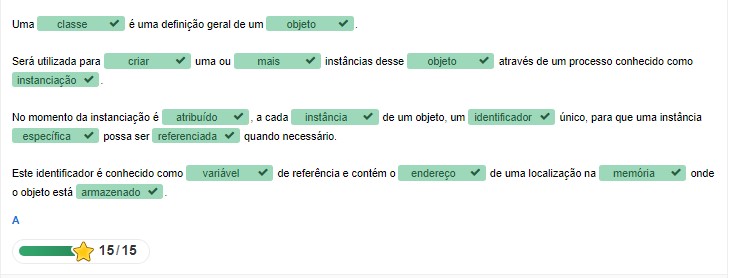 Uma classe é uma definição geral de um objeto.
Será utilizada para criar uma ou mais instâncias desse objeto através de um processo conhecido como
instanciação.
No momento da instanciação é atribuído, a cada instância de um objeto, um identificador único, para que uma instância
específica possa ser referenciada quando necessário.
Este identificador é conhecido como variável de referência e contém o endereço de uma localização na memória onde
o objeto está armazenado.
A
15/15